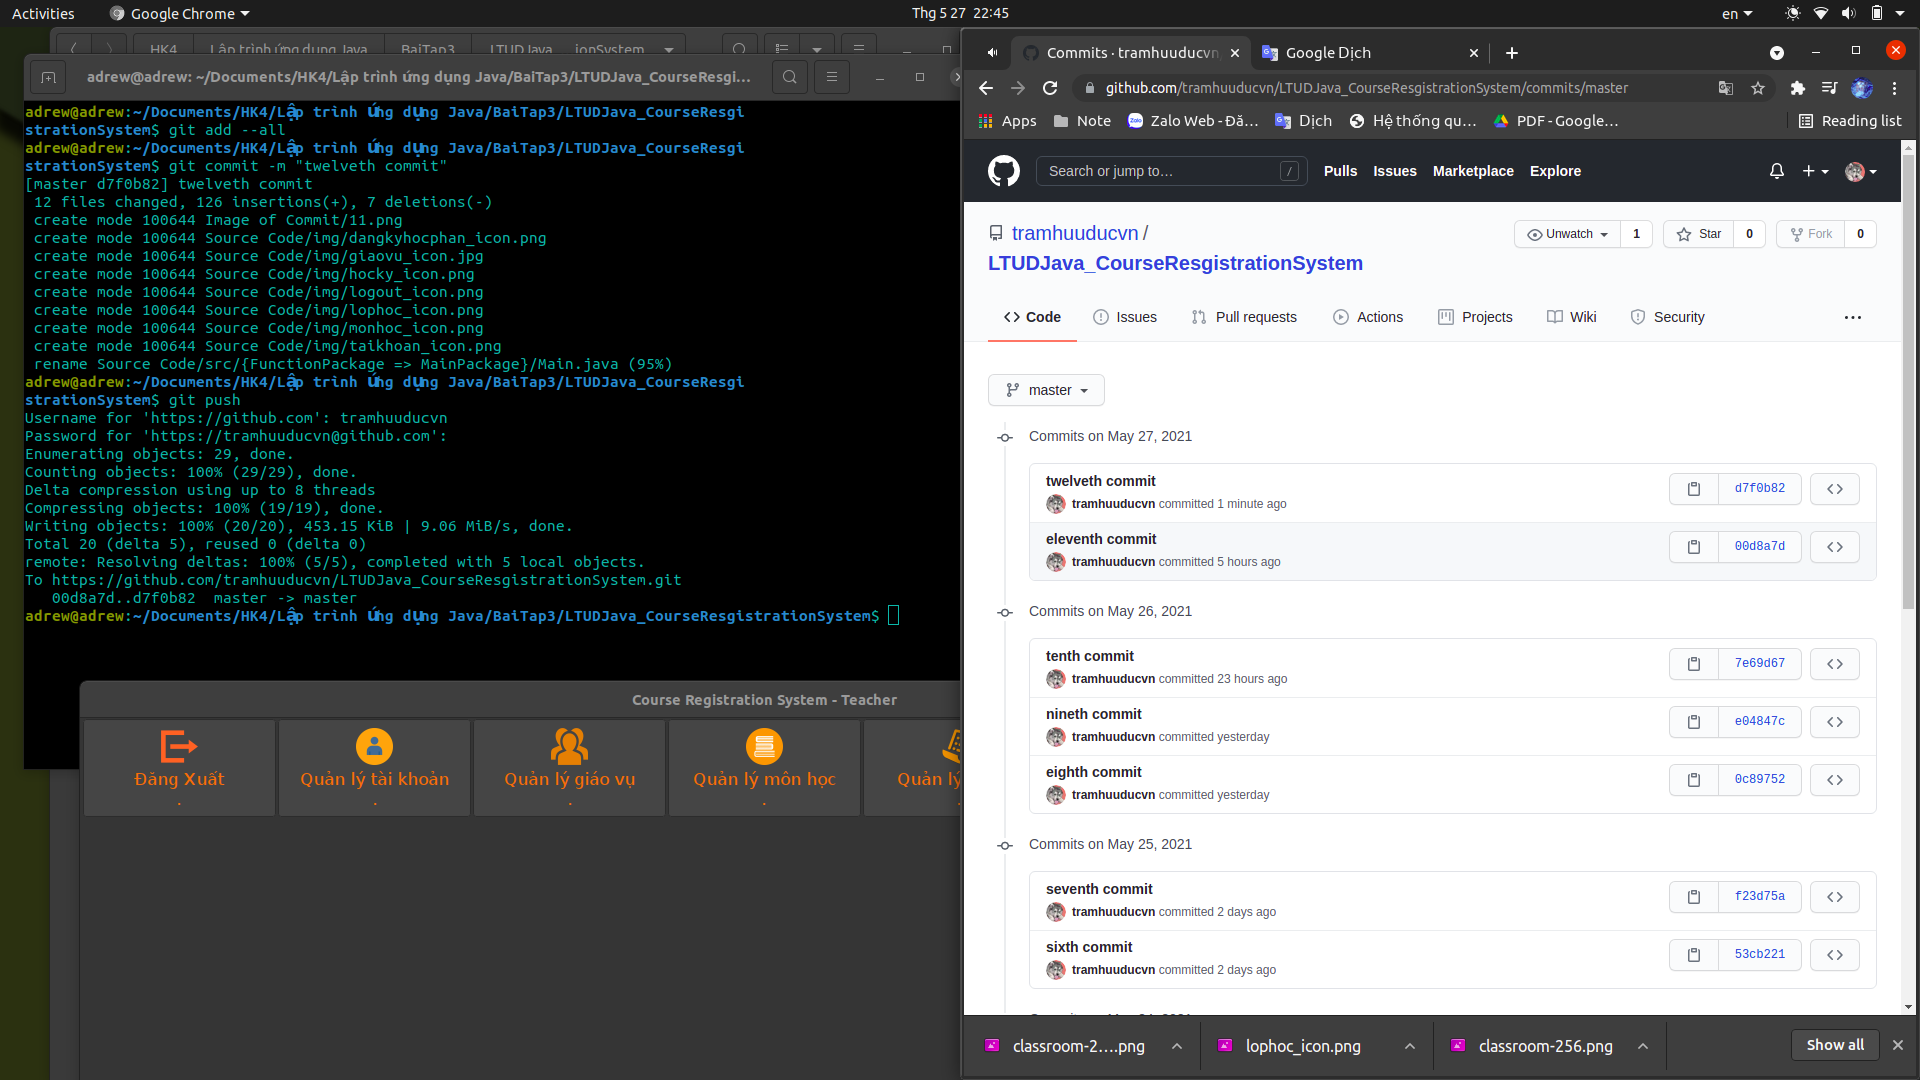 Activities
Google Chrome
Thg 5 27 22:45
en
HK4
Lập trình ứng dụng Java
BaiTap3
LTUDJava
ionSystem
adrew@adrew: ~/Documents/HK4/Lập trình ứng dụng Java/BaiTap3/LTUDJava_CourseResgi...
adrew@adrew:~/Documents/HK4/Lập trình ứng dụng Java/BaiTap3/LTUDJava_CourseResgi
strationSystem$ git add --all
adrew@adrew:~/Documents/HK4/Lập trình ứng dụng Java/BaiTap3/LTUDJava_CourseResgi
strationSystem$ git commit -m "twelveth commit"
[master d7f0b82] twelveth commit
12 files changed, 126 insertions(+), 7 deletions(-)
create mode 100644 Image of Commit/11.png
create mode 100644 Source Code/img/dangkyhocphan_icon.png
create mode 100644 Source Code/img/giaovu_icon.jpg
create mode 100644 Source Code/img/hocky_icon.png
create mode 100644 Source Code/img/logout_icon.png
create mode 100644 Source Code/img/lophoc_icon.png
create mode 100644 Source Code/img/monhoc_icon.png
create mode 100644 Source Code/img/taikhoan_icon.png
rename Source Code/src/{FunctionPackage => MainPackage}/Main.java (95%)
adrew@adrew:~/Documents/HK4/Lập trình ứng dụng Java/BaiTap3/LTUDJava_CourseResgi
strationSystem$ git push
Username for 'https://github.com': tramhuuducvn
Password for 'https://tramhuuducvn@github.com':
Enumerating objects: 29, done.
Counting objects: 100% (29/29), done.
Delta compression using up to 8 threads
Compressing objects: 100% (19/19), done.
Writing objects: 100% (20/20), 453.15 KiB | 9.06 MiB/s, done.
Total 20 (delta 5), reused 0 (delta 0)
remote: Resolving deltas: 100% (5/5), completed with 5 local objects.
To https://github.com/tramhuuducvn/LTUDJava_CourseResgistrationSystem.git
00d8a7d..d7f0b82  master -> master
adrew@adrew:~/Documents/HK4/Lập trình ứng dụng Java/BaiTap3/LTUDJava_CourseResgistrationSystem$
Course Registration System - Teacher
Đăng Xuất
.
Quản lý tài khoản
.
Quản lý giáo vụ
.
Quản lý môn học
.
Quản lý
Commits · tramhuuducvn
Google Dịch
github.com/tramhuuducvn/LTUDJava_CourseResgistrationSystem/commits/master
Apps
Note
Zalo Web - Đă...
Dịch
Hệ thống qu...
PDF - Google...
Reading list
Search or jump to...
/
Pulls
Issues
Marketplace
Explore
tramhuuducvn /
LTUDJava_CourseResgistrationSystem
Unwatch
1
Star
0
Fork
0
Code
Issues
Pull requests
Actions
Projects
Wiki
Security
master
Commits on May 27, 2021
twelveth commit
tramhuuducvn committed 1 minute ago
d7f0b82
eleventh commit
tramhuuducvn committed 5 hours ago
00d8a7d
Commits on May 26, 2021
tenth commit
tramhuuducvn committed 23 hours ago
7e69d67
nineth commit
tramhuuducvn committed yesterday
e04847c
eighth commit
tramhuuducvn committed yesterday
0c89752
Commits on May 25, 2021
seventh commit
tramhuuducvn committed 2 days ago
f23d75a
sixth commit
tramhuuducvn committed 2 days ago
53cb221
classroom-2....png
lophoc_icon.png
classroom-256.png
Show all